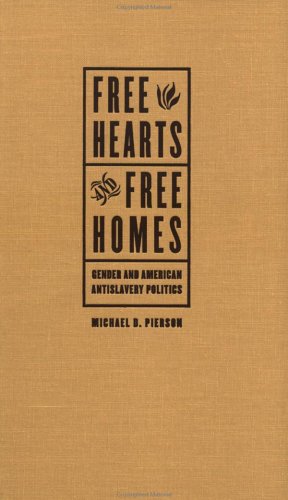 FREE
HEARTS
AND FREE
HOMES
GENDER AND AMERICAN
ANTISLAVERY POLITICS
MICHAEL D. PIERSON